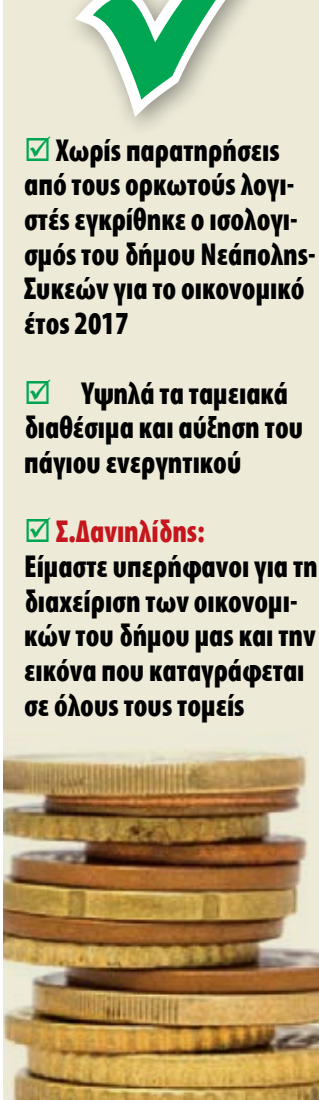 ☑ Χωρίς παρατηρήσεις
από τους ορκωτούς λογι-
στές εγκρίθηκε ο ισολογι-
σμός του δήμου Νεάπολης-
Συκεών για το οικονομικό
έτος 2017
☑ Υψηλά τα ταμειακά
διαθέσιμα και αύξηση του
πάγιου ενεργητικού
☑ Σ.Δανιηλίδης:
Είμαστε υπερήφανοι για τη
διαχείριση των οικονομι-
κών του δήμου μας και την
εικόνα που καταγράφεται
σε όλους τους τομείς